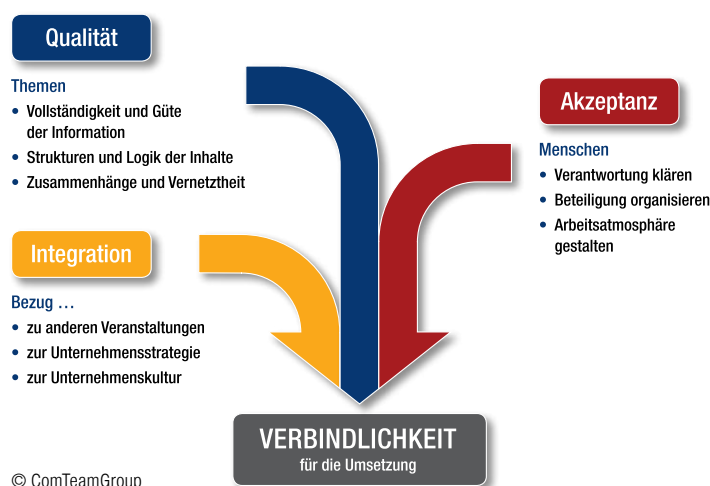 Qualität
Themen
• Vollständigkeit und Güte
der Information
• Strukturen und Logik der Inhalte
• Zusammenhänge und Vernetztheit
Akzeptanz
Menschen
• Verantwortung klären
• Beteiligung organisieren
• Arbeitsatmosphäre
gestalten
Integration
Bezug ...
• zu anderen Veranstaltungen
• zur Unternehmensstrategie
• zur Unternehmenskultur
VERBINDLICHKEIT
für die Umsetzung
© ComTeamGroup